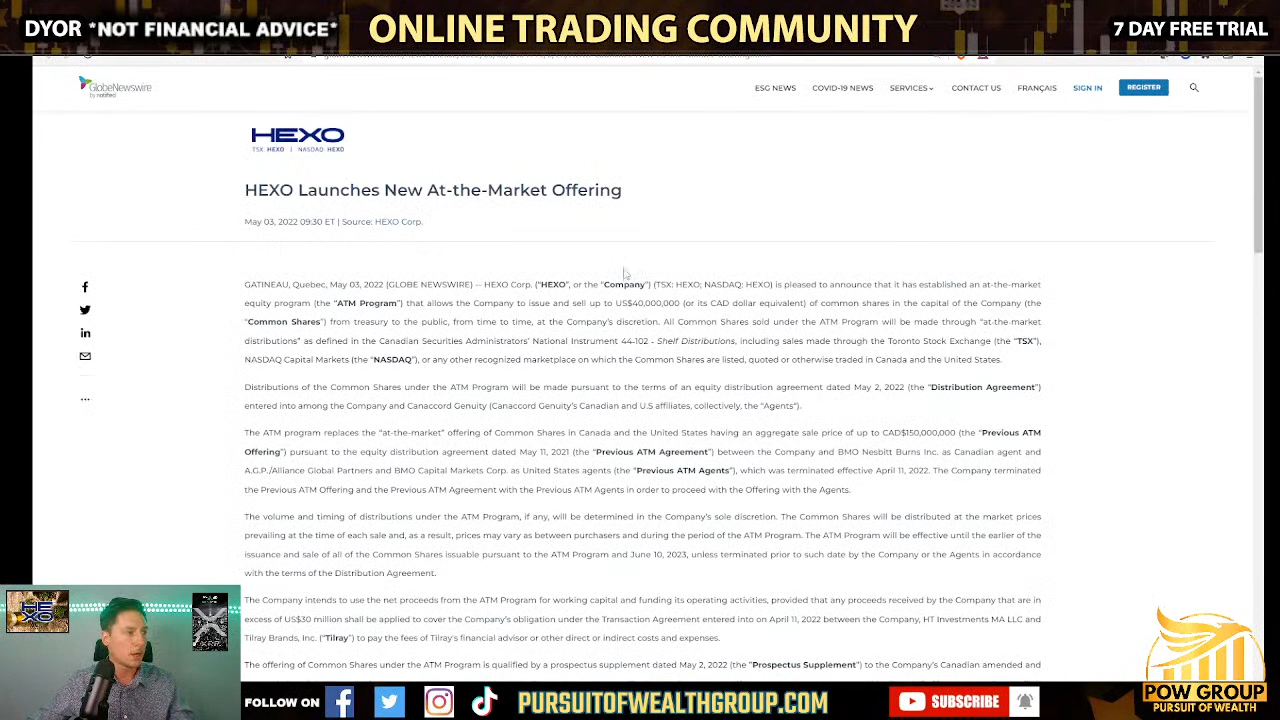 DYOR *NOT FINANCIAL ADVICE*
ONLINE TRADING COMMUNITY
7 DAY FREE TRIAL
GlobeNewswire
by notified
ESG NEWS
COVID-19 NEWS
SERVICES
CONTACT US
FRANÇAIS
SIGN IN
REGISTER
HEXO
TSX: HEXO | NASDAQ: HEXO
HEXO Launches New At-the-Market Offering
May 03, 2022 09:30 ET | Source: HEXO Corp.
GATINEAU, Quebec, May 03, 2022 (GLOBE NEWSWIRE) -- HEXO Corp. (“HEXO”, or the “Company”) (TSX: HEXO; NASDAQ: HEXO) is pleased to announce that it has established an at-the-market
equity program (the “ATM Program”) that allows the Company to issue and sell up to US$40,000,000 (or its CAD dollar equivalent) of common shares in the capital of the Company (the
“Common Shares”) from treasury to the public, from time to time, at the Company’s discretion. All Common Shares sold under the ATM Program will be made through “at-the-market
distributions” as defined in the Canadian Securities Administrators’ National Instrument 44-102 - Shelf Distributions, including sales made through the Toronto Stock Exchange (the “TSX”),
NASDAQ Capital Markets (the “NASDAQ”), or any other recognized marketplace on which the Common Shares are listed, quoted or otherwise traded in Canada and the United States.
Distributions of the Common Shares under the ATM Program will be made pursuant to the terms of an equity distribution agreement dated May 2, 2022 (the “Distribution Agreement”)
entered into among the Company and Canaccord Genuity (Canaccord Genuity’s Canadian and U.S affiliates, collectively, the “Agents”).
The ATM program replaces the “at-the-market” offering of Common Shares in Canada and the United States having an aggregate sale price of up to CAD$150,000,000 (the “Previous ATM
Offering”) pursuant to the equity distribution agreement dated May 11, 2021 (the “Previous ATM Agreement”) between the Company and BMO Nesbitt Burns Inc. as Canadian agent and
A.G.P./Alliance Global Partners and BMO Capital Markets Corp. as United States agents (the “Previous ATM Agents”), which was terminated effective April 11, 2022. The Company terminated
the Previous ATM Offering and the Previous ATM Agreement with the Previous ATM Agents in order to proceed with the Offering with the Agents.
The volume and timing of distributions under the ATM Program, if any, will be determined in the Company’s sole discretion. The Common Shares will be distributed at the market prices
prevailing at the time of each sale and, as a result, prices may vary as between purchasers and during the period of the ATM Program. The ATM Program will be effective until the earlier of the
issuance and sale of all of the Common Shares issuable pursuant to the ATM Program and June 10, 2023, unless terminated prior to such date by the Company or the Agents in accordance
with the terms of the Distribution Agreement.
The Company intends to use the net proceeds from the ATM Program for working capital and funding its operating activities, provided that any proceeds received by the Company that are in
excess of US$30 million shall be applied to cover the Company’s obligation under the Transaction Agreement entered into on April 11, 2022 between the Company, HT Investments MA LLC and
Tilray Brands, Inc. (“Tilray”) to pay the fees of Tilray’s financial advisor or other direct or indirect costs and expenses.
The offering of Common Shares under the ATM Program is qualified by a prospectus supplement dated May 2, 2022 (the “Prospectus Supplement”) to the Company’s Canadian amended and
FOLLOW ON
PURSUITOFWEALTHGROUP.COM
SUBSCRIBE
POW GROUP
PURSUIT OF WEALTH